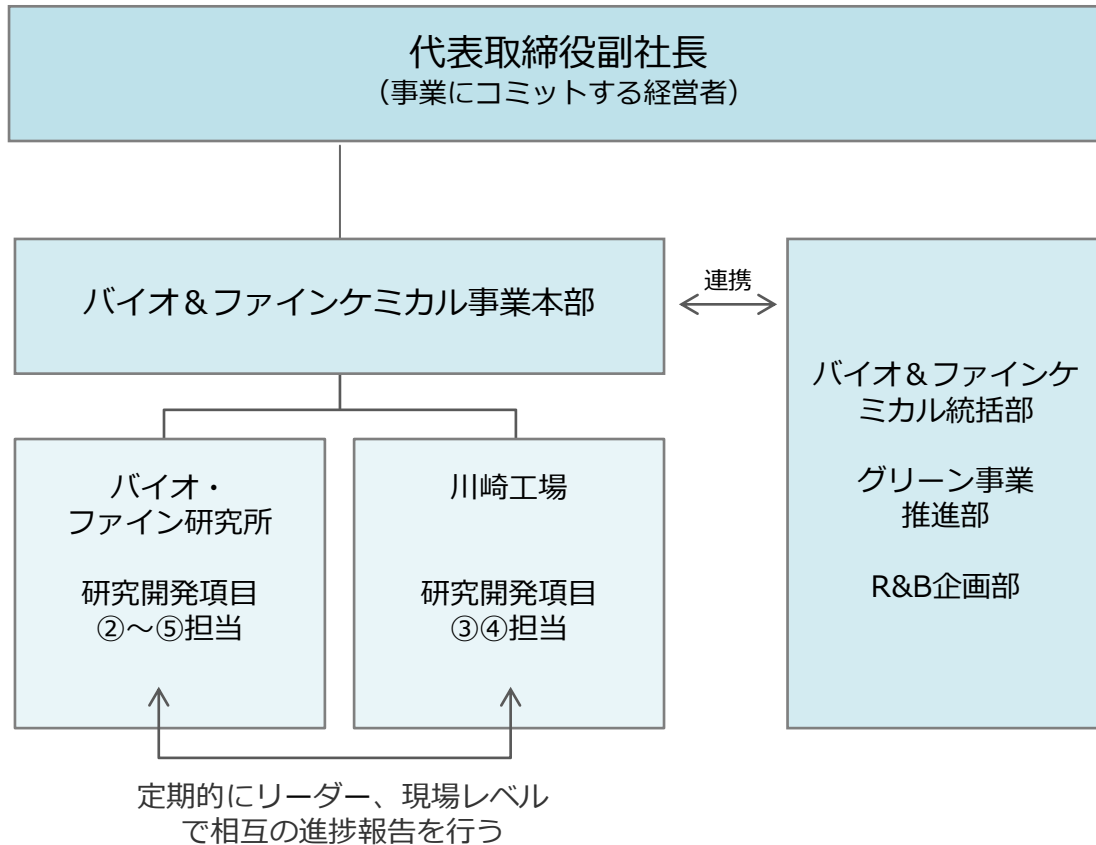 代表取締役副社長
（事業にコミットする経営者）
バイオ＆ファインケミカル事業本部
連携
バイオ＆ファインケ
ミカル統括部
グリーン事業
推進部
R&B企画部
バイオ・
ファイン研究所
研究開発項目
②～⑤担当
川崎工場
研究開発項目
③④担当
定期的にリーダー、現場レベル
で相互の進捗報告を行う